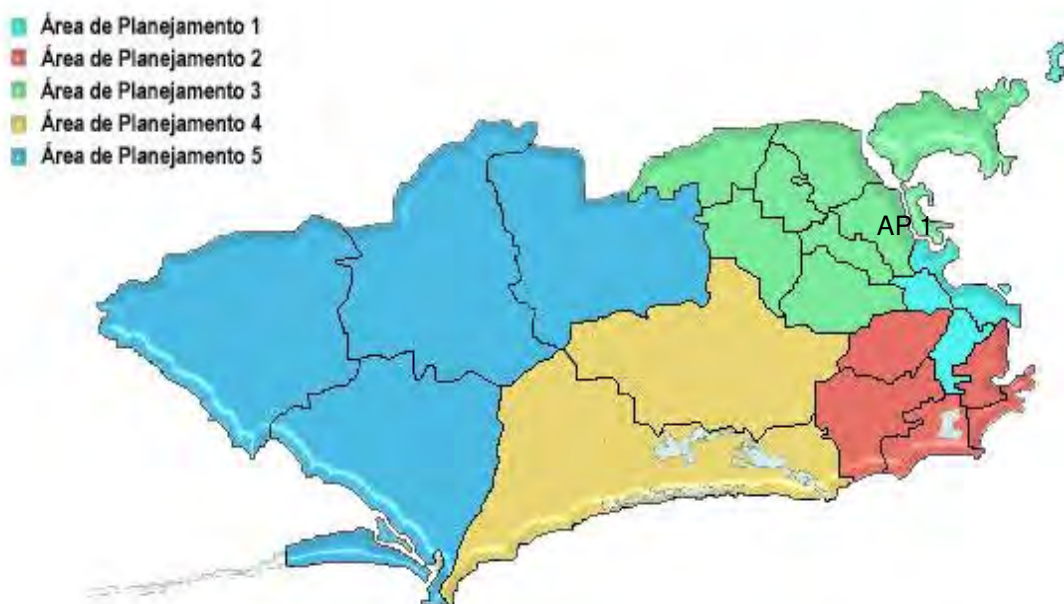 Área de Planejamento 1
Área de Planejamento 2
Área de Planejamento 3
Área de Planejamento 4
Área de Planejamento 5
AP 1